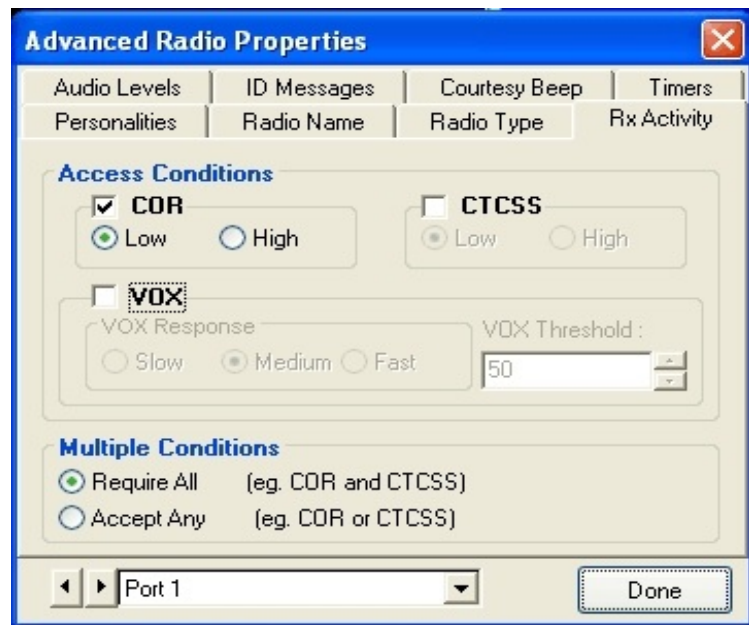 Advanced Radio Properties
Audio Levels ID Messages Courtesy Beep Timers
Personalities Radio Name Radio Type Rx Activity
Access Conditions
COR CTCSS
Low High Low High
VOX
VOX Response VOX Threshold :
Slow Medium Fast 50
Multiple Conditions
Require All (eg. COR and CTCSS)
Accept Any (eg. COR or CTCSS)
Port 1 Done